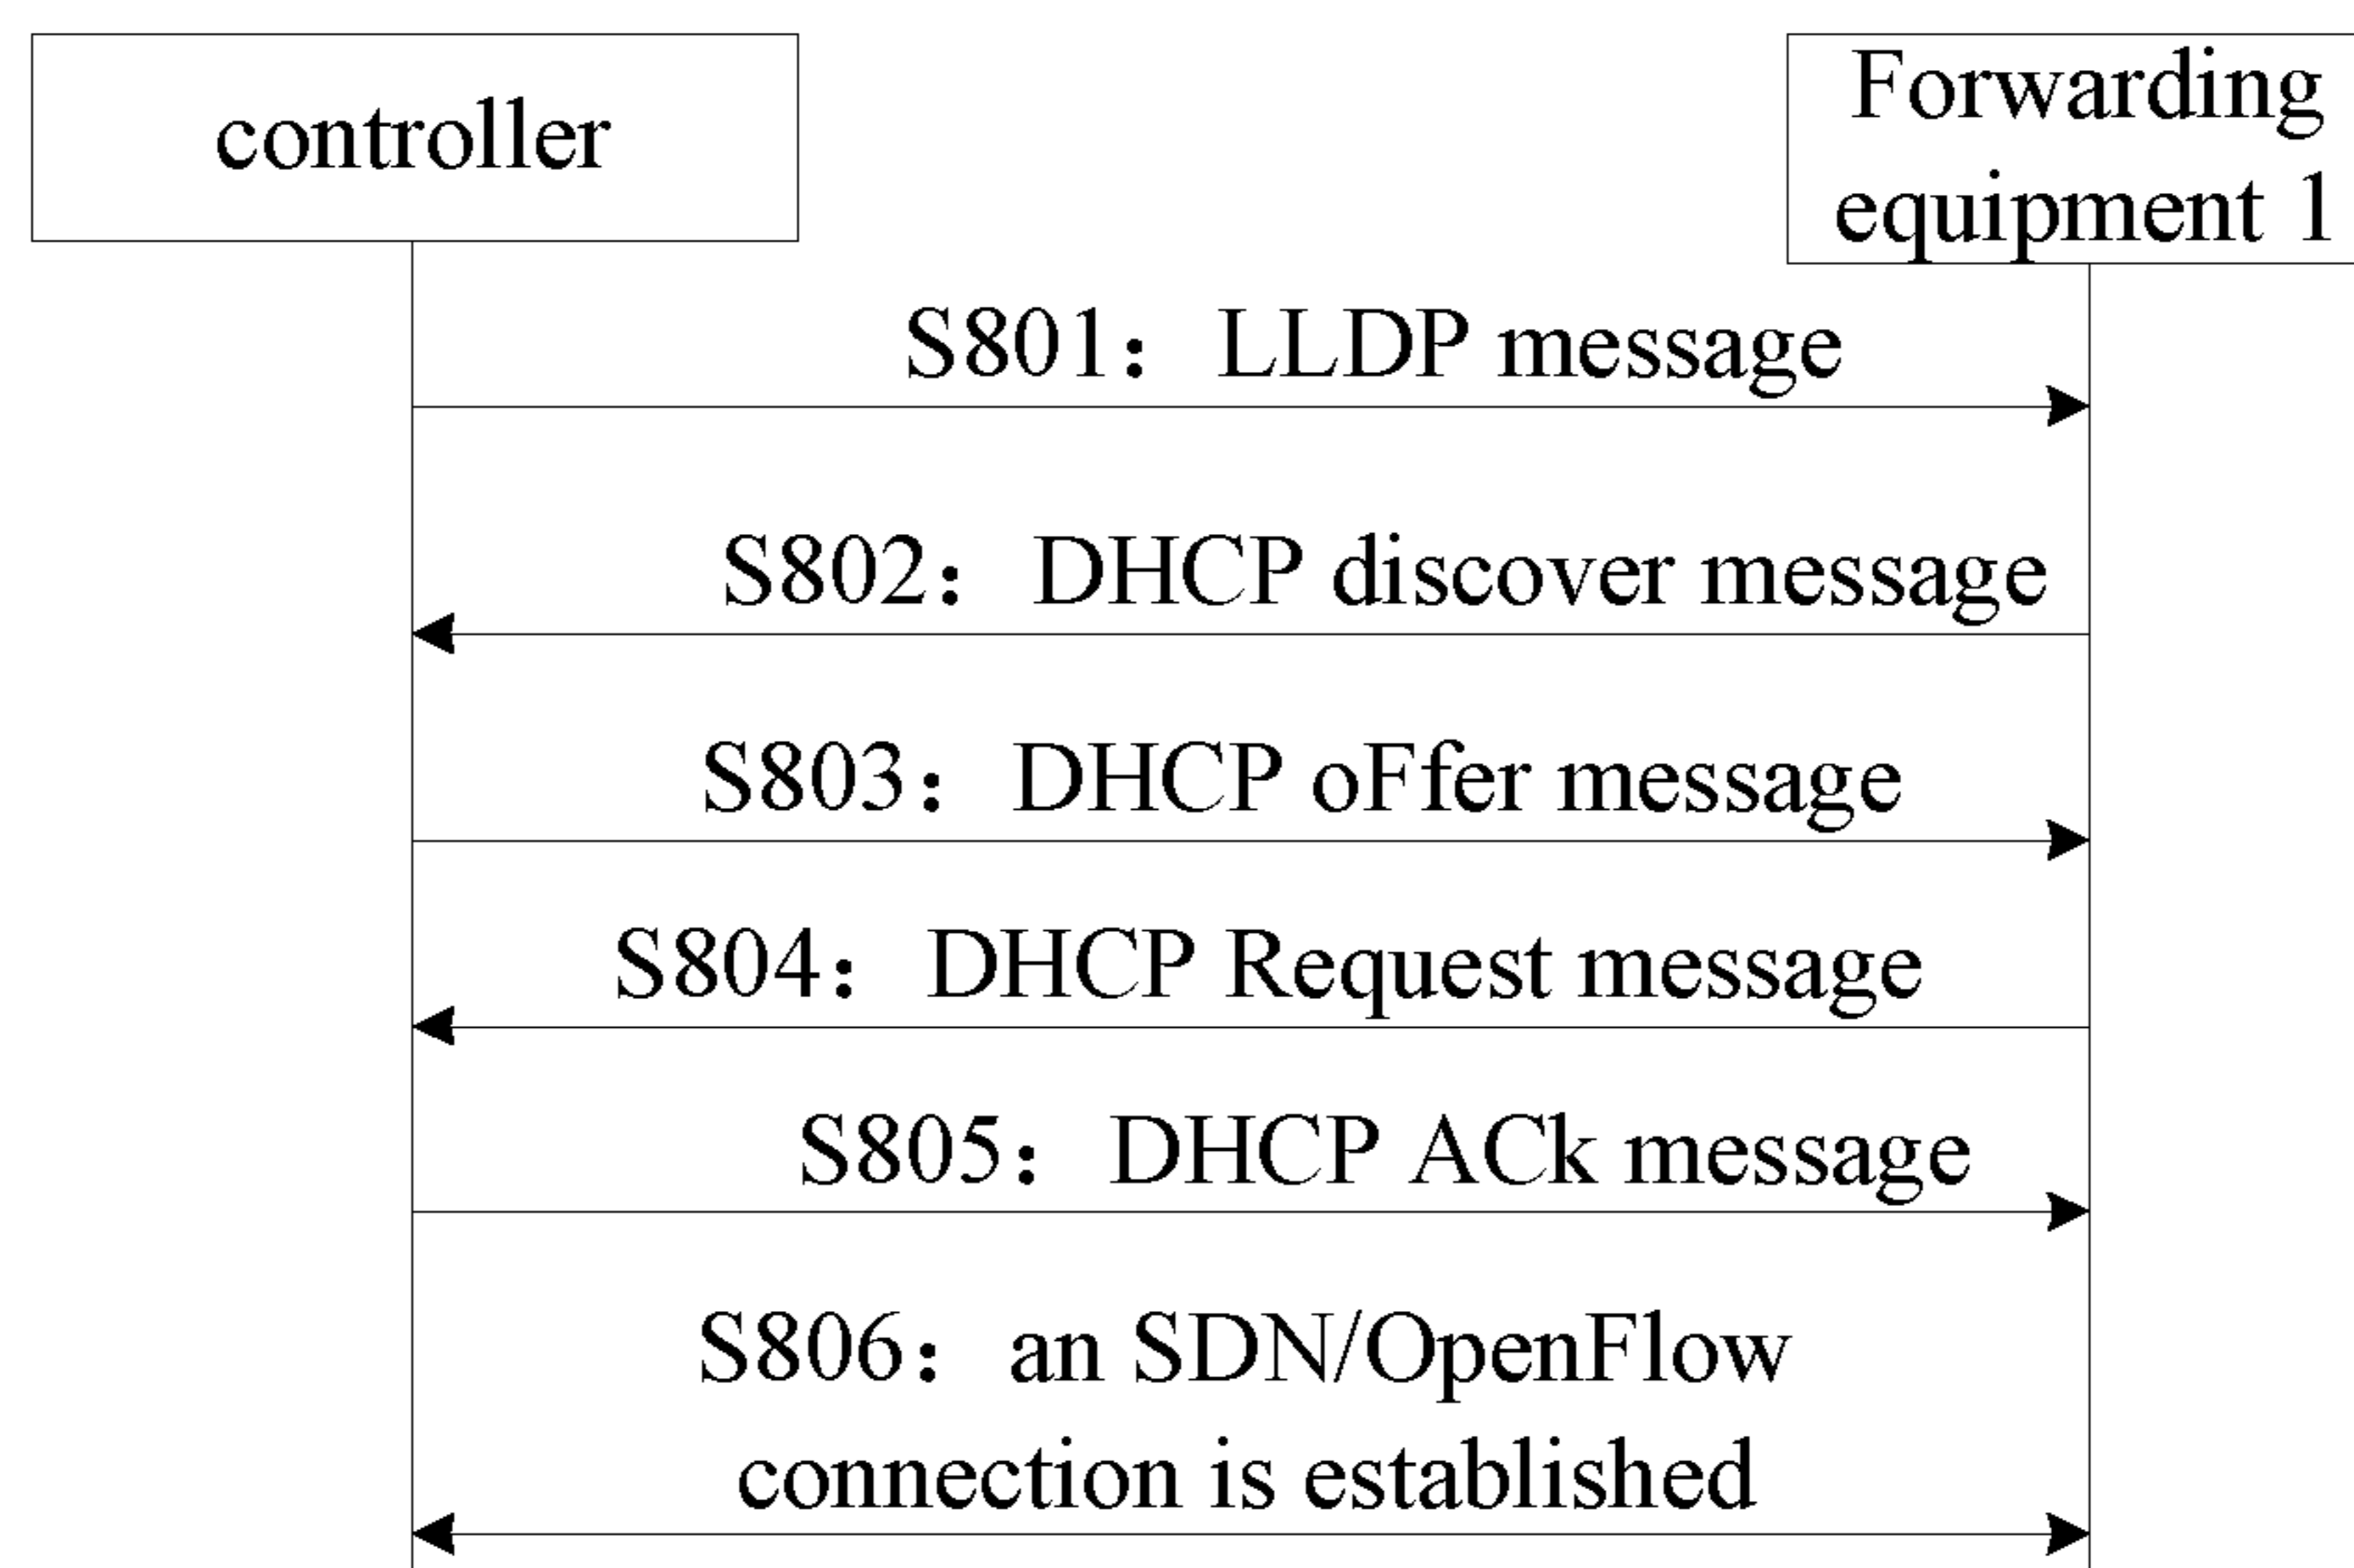 controller
Forwarding
equipment 1
S801： LLDP message
S802： DHCP discover message
S803： DHCP oFfer message
S804： DHCP Request message
S805： DHCP ACk message
S806： an SDN/OpenFlow
connection is established